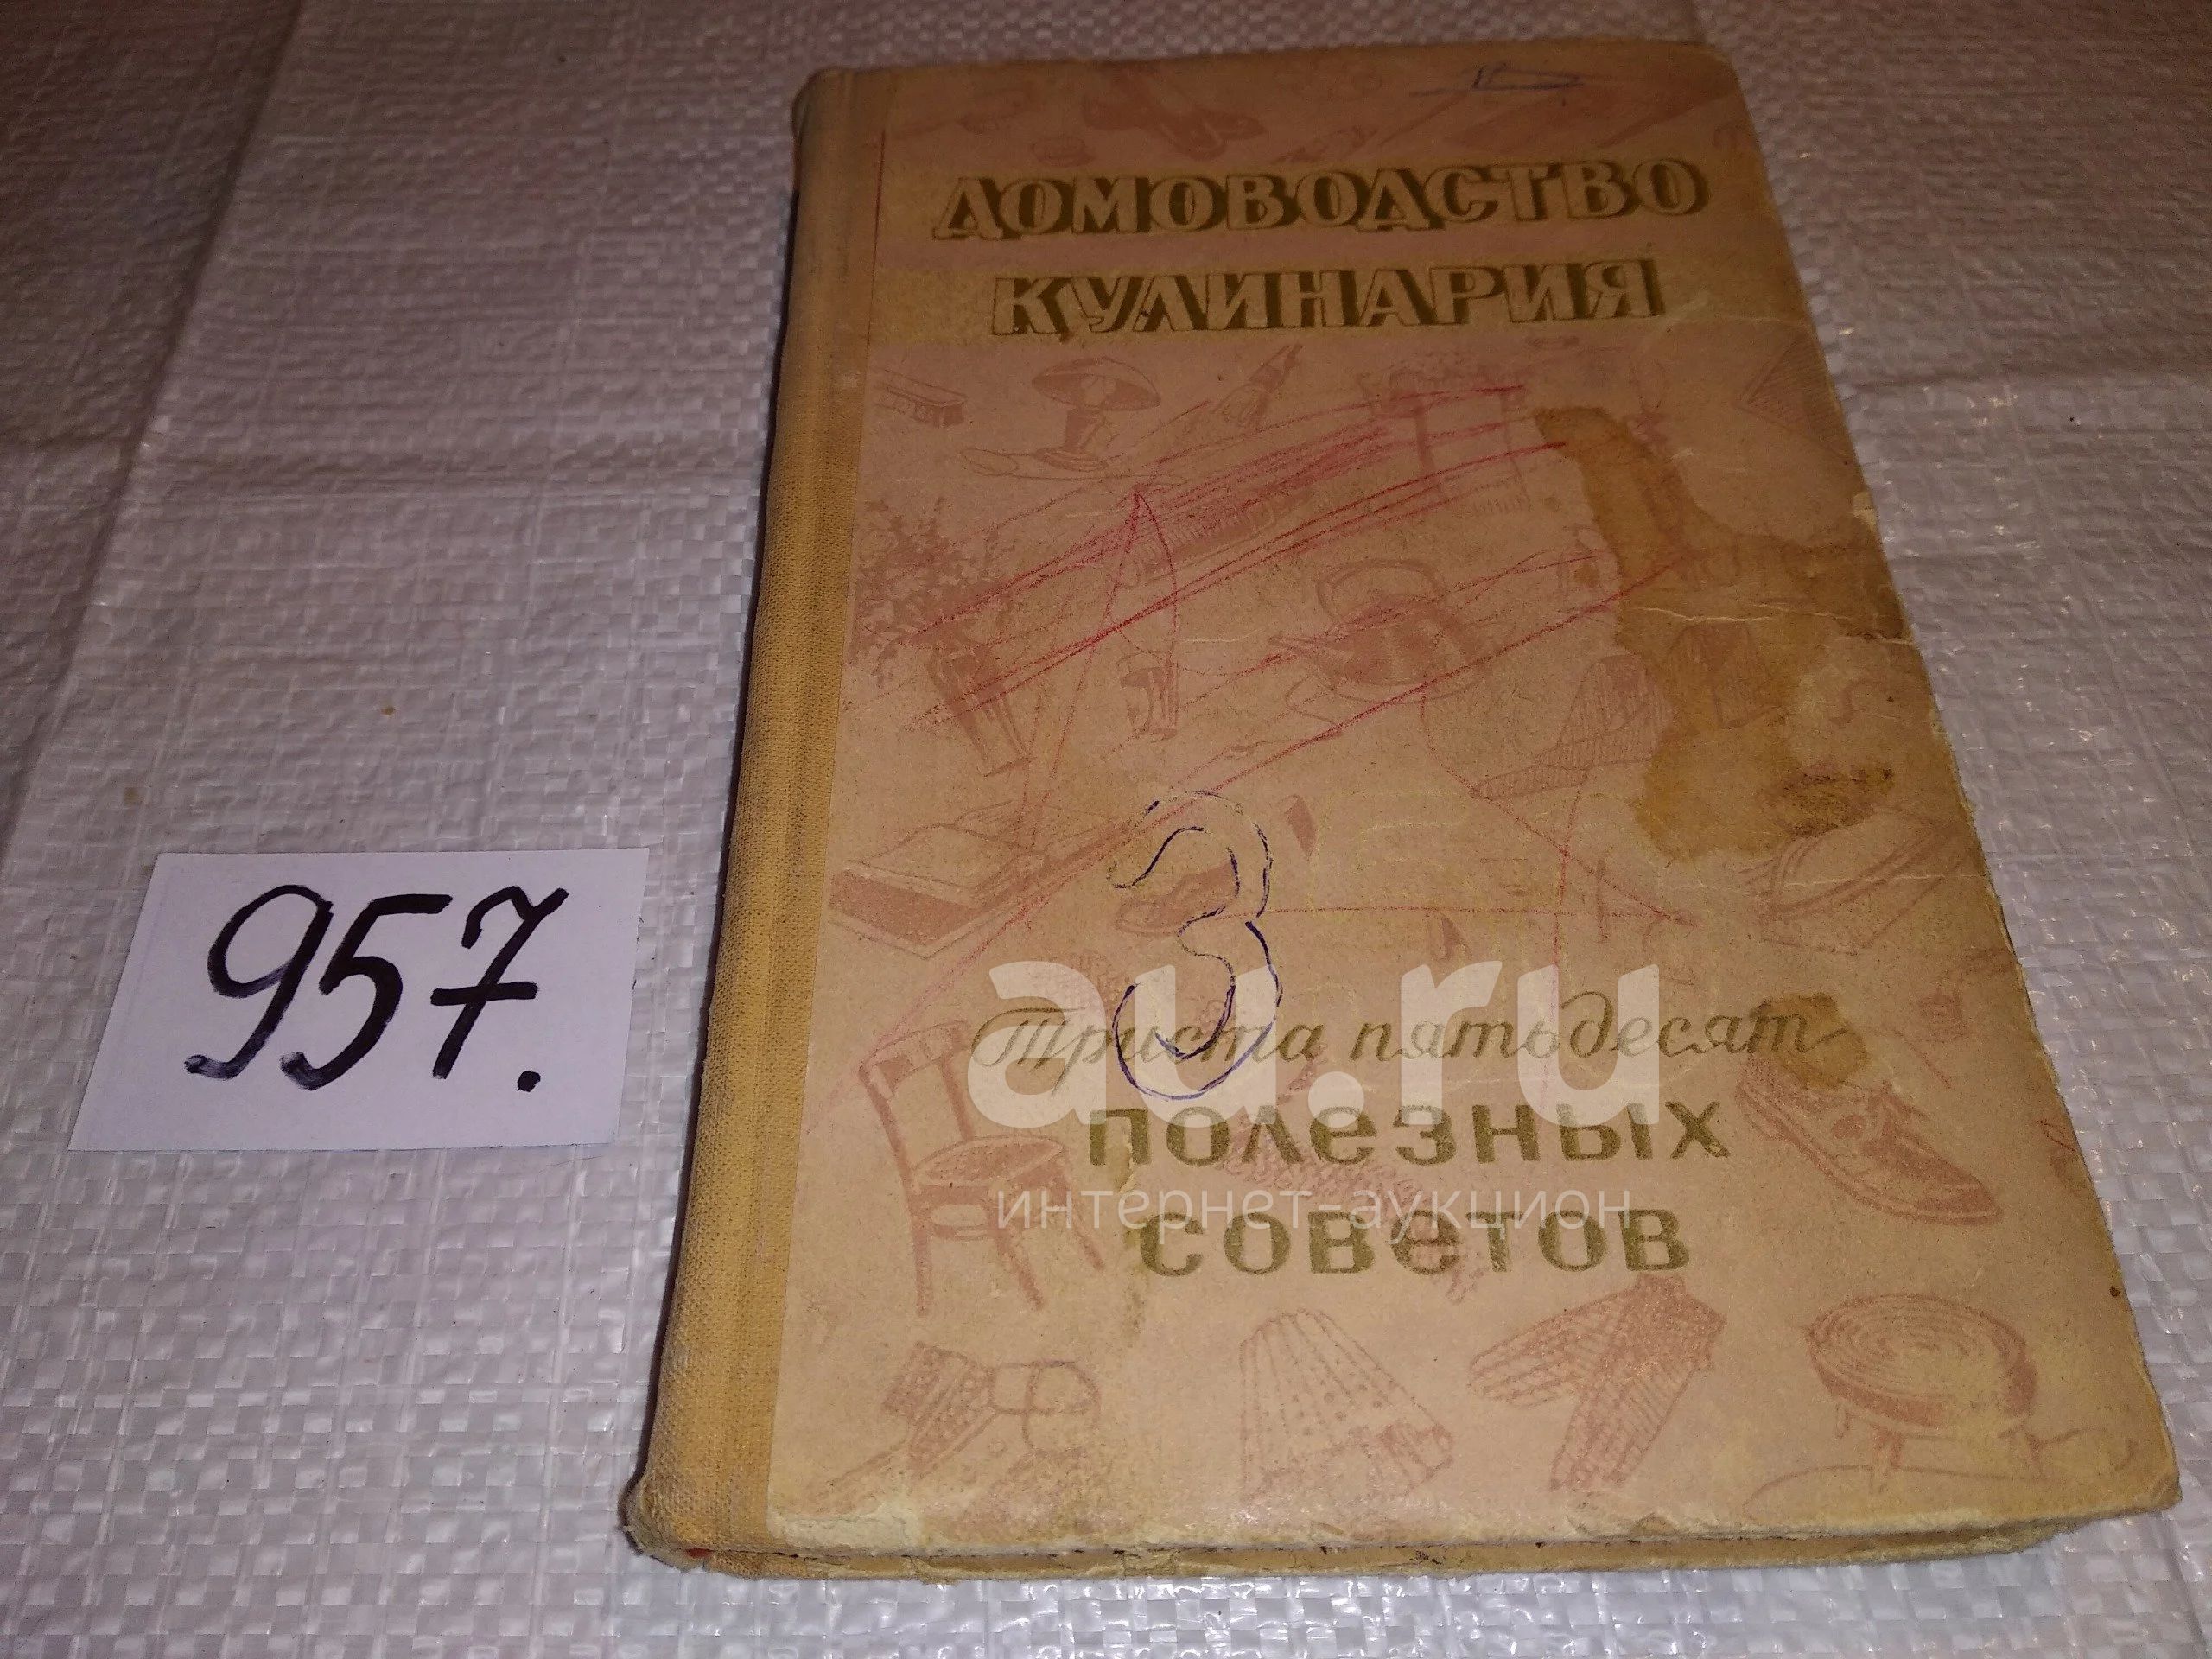 ДОМОВОДСТВО
КУЛИНАРИЯ
957.
3
Триста пятьдесят
полезных
советов
au.ru
интернет-аукцион